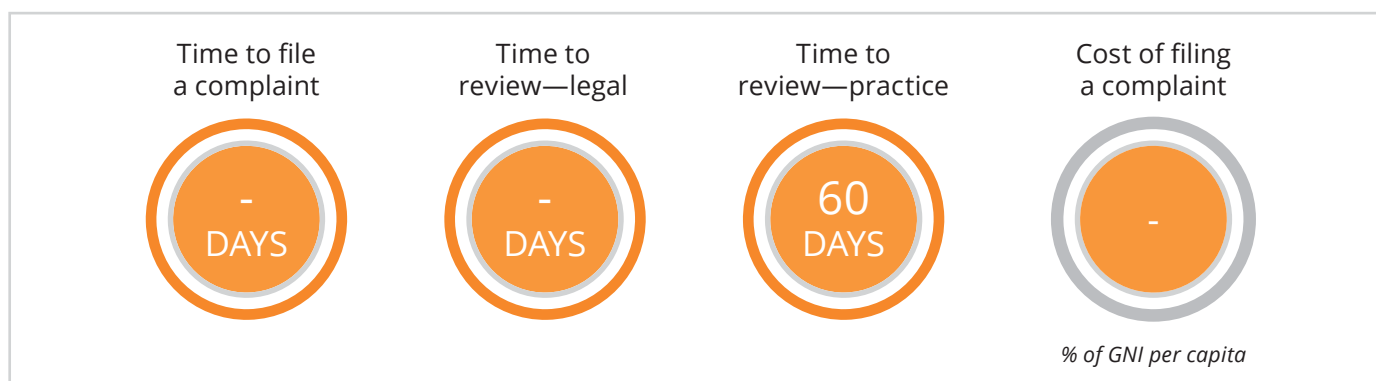 Time to file
a complaint
-
DAYS
Time to
review—legal
-
DAYS
Time to
review—practice
60
DAYS
Cost of filing
a complaint
-
% of GNI per capita